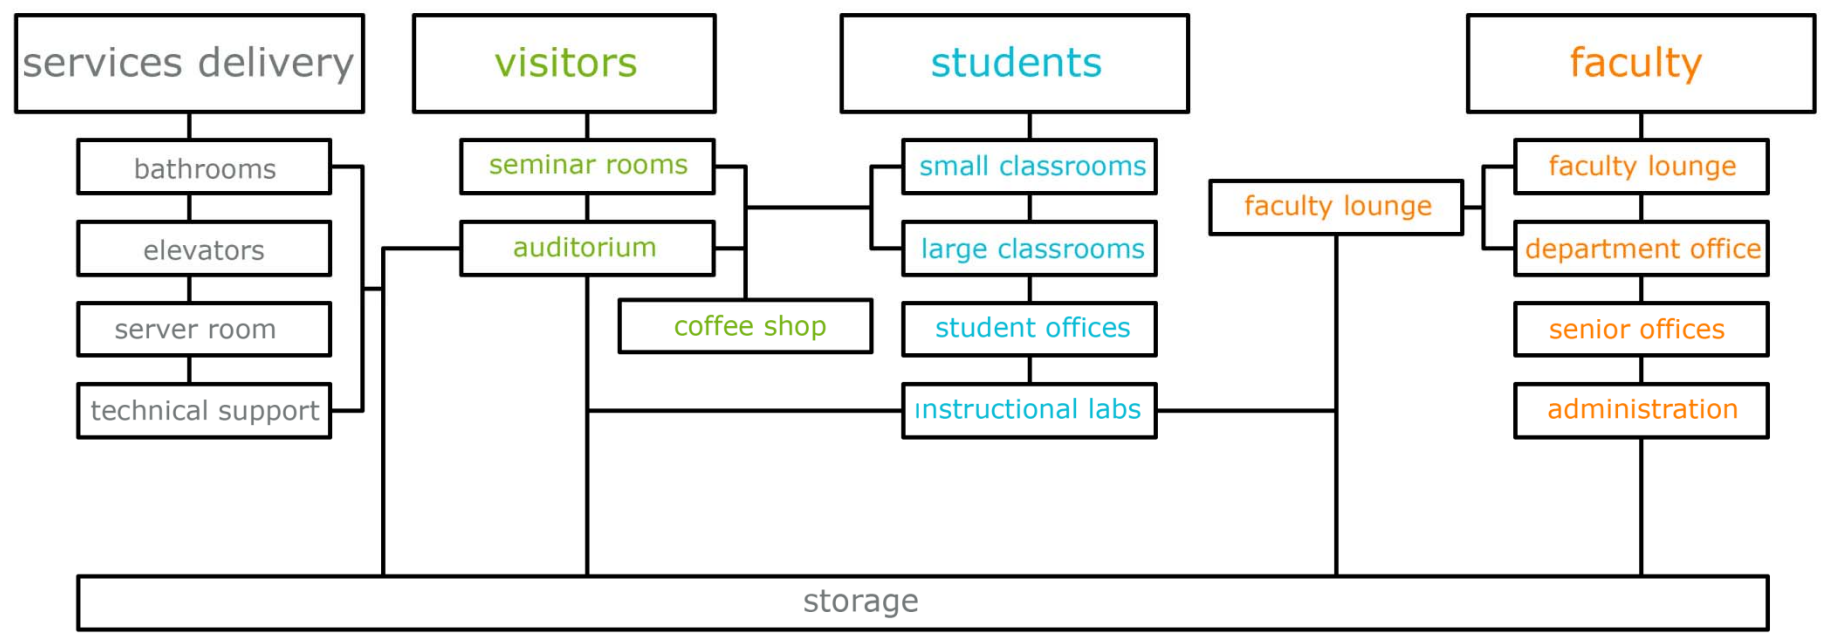 services delivery
visitors
students
faculty
bathrooms
elevators
server room
technical support
seminar rooms
auditorium
coffee shop
small classrooms
large classrooms
student offices
instructional labs
faculty lounge
faculty lounge
department office
senior offices
administration
storage